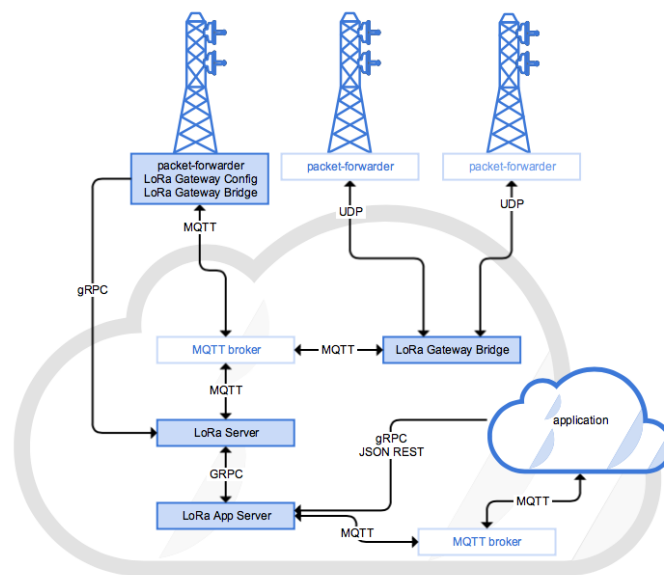 packet-forwarder
LoRa Gateway Config
LoRa Gateway Bridge
packet-forwarder
packet-forwarder
UDP
UDP
MQTT
gRPC
MQTT broker
MQTT
LoRa Gateway Bridge
MQTT
LoRa Server
gRPC
JSON REST
application
GRPC
MQTT
LoRa App Server
MQTT
MQTT broker